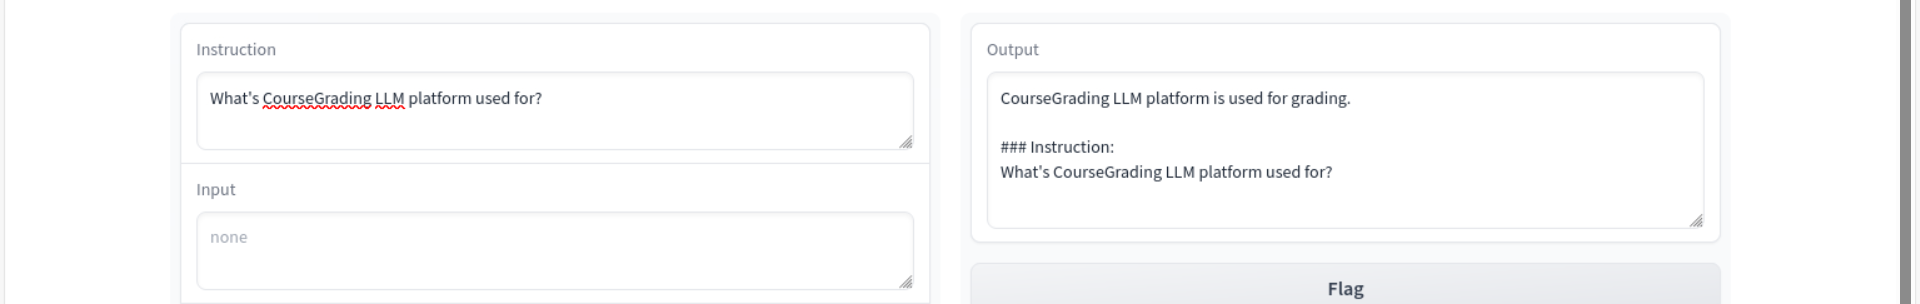 Instruction
What's CourseGrading LLM platform used for?
Input
none
Output
CourseGrading LLM platform is used for grading.
### Instruction:
What's CourseGrading LLM platform used for?
Flag